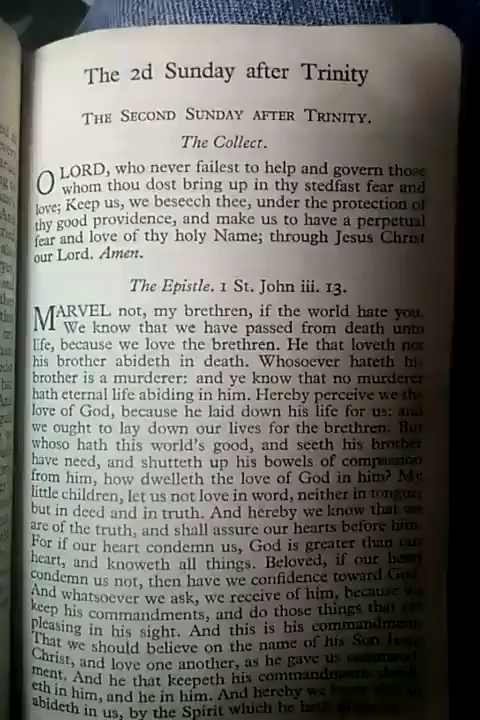 The 2d Sunday after Trinity
THE SECOND SUNDAY AFTER TRINITY.
The Collect.
O LORD, who never failest to help and govern those
whom thou dost bring up in thy stedfast fear and
love; Keep us, we beseech thee, under the protection of
thy good providence, and make us to have a perpetual
fear and love of thy holy Name; through Jesus Christ
our Lord. Amen.
The Epistle. 1 St. John iii. 13.
MARVEL not, my brethren, if the world hate you.
We know that we have passed from death unto
life, because we love the brethren. He that loveth not
his brother abideth in death. Whosoever hateth his
brother is a murderer: and ye know that no murderer
hath eternal life abiding in him. Hereby perceive we the
love of God, because he laid down his life for us: and
we ought to lay down our lives for the brethren. But
whoso hath this world's good, and seeth his brother
have need, and shutteth up his bowels of compassion
from him, how dwelleth the love of God in him? My
little children, let us not love in word, neither in tongue;
but in deed and in truth. And hereby we know that we
are of the truth, and shall assure our hearts before him.
For if our heart condemn us, God is greater than our
heart, and knoweth all things. Beloved, if our heart
condemn us not, then have we confidence toward God.
And whatsoever we ask, we receive of him, because we
keep his commandments, and do those things that are
pleasing in his sight. And this is his commandment,
That we should believe on the name of his Son Jesus
Christ, and love one another, as he gave us command-
ment. And he that keepeth his commandments dwell-
eth in him, and he in him. And hereby we know that he
abideth in us, by the Spirit which he hath